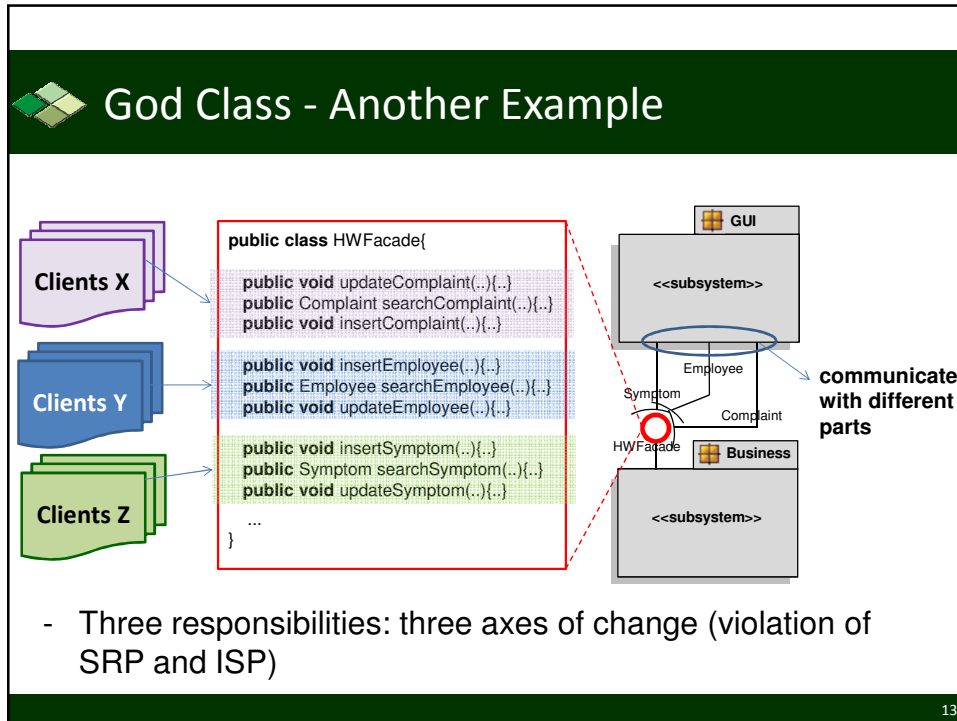 God Class - Another Example
Clients X
Clients Y
Clients Z
public class HWFacade{
public void updateComplaint(..){..}
public Complaint searchComplaint(..){..}
public void insertComplaint(..){..}
public void insertEmployee(..){..}
public Employee searchEmployee(..){..}
public void updateEmployee(..){..}
public void insertSymptom(..){..}
public Symptom searchSymptom(..){..}
public void updateSymptom(..){..}
...
}
GUI
<<subsystem>>
Employee
Symptom
Complaint
HWFacade
Business
<<subsystem>>
communicate
with different
parts
- Three responsibilities: three axes of change (violation of
SRP and ISP)
13